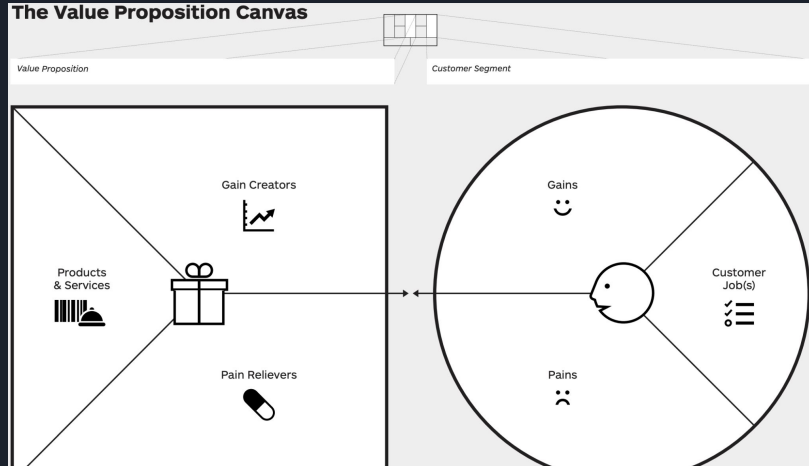 The Value Proposition Canvas
Value Proposition
Customer Segment
Gain Creators
Gains
Products
& Services
Customer
Job(s)
Pain Relievers
Pains